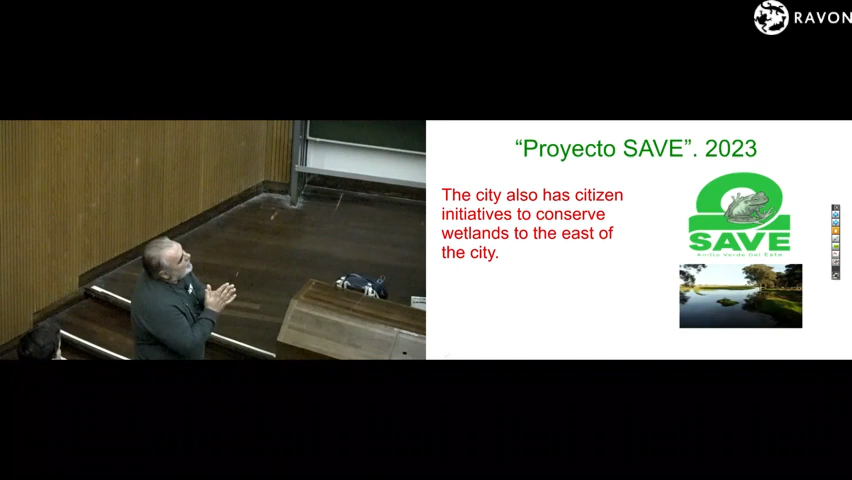 RAVON
“Proyecto SAVE”. 2023
The city also has citizen
initiatives to conserve
wetlands to the east of
the city.
SAVE
Anillo Verde Del Este